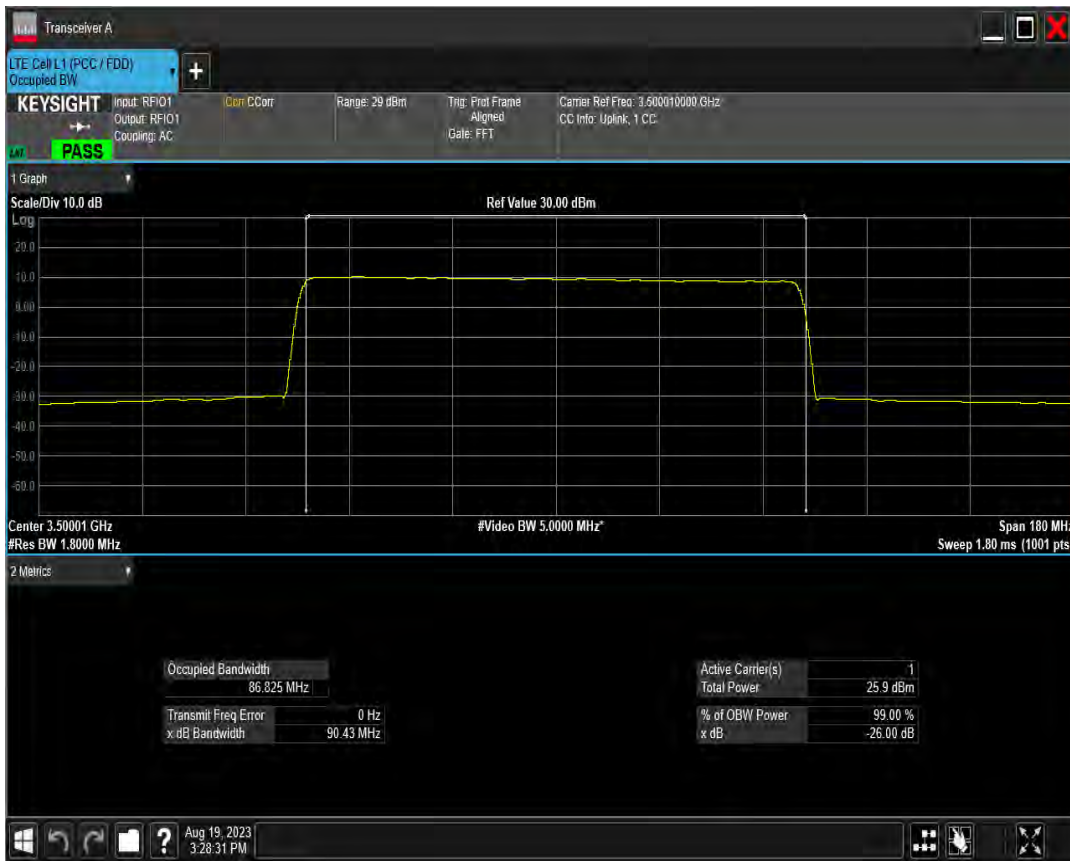 Transceiver A
LTE Cell L1 (PCC / FDD)
Occupied BW
+
KEYSIGHT
Input: RFIO1
Output: RFIO1
Coupling: AC
Corr CCorr
Range: 29 dBm
Trig: Prot Frame
Aligned
Gate: FFT
Carrier Ref Freq: 3.500010000 GHz
CC Info: Uplink, 1 CC
PASS
1 Graph
Scale/Div 10.0 dB
Ref Value 30.00 dBm
Log
20.0
10.0
0.00
-10.0
-20.0
-30.0
-40.0
-50.0
-60.0
Center 3.50001 GHz
#Video BW 5.0000 MHz*
Span 180 MHz
#Res BW 1.8000 MHz
Sweep 1.80 ms (1001 pts
2 Metrics
Occupied Bandwidth
86.825 MHz
Transmit Freq Error 0 Hz
x dB Bandwidth 90.43 MHz
Active Carrier(s) 1
Total Power 25.9 dBm
% of OBW Power 99.00 %
x dB -26.00 dB
?
Aug 19, 2023
3:28:31 PM